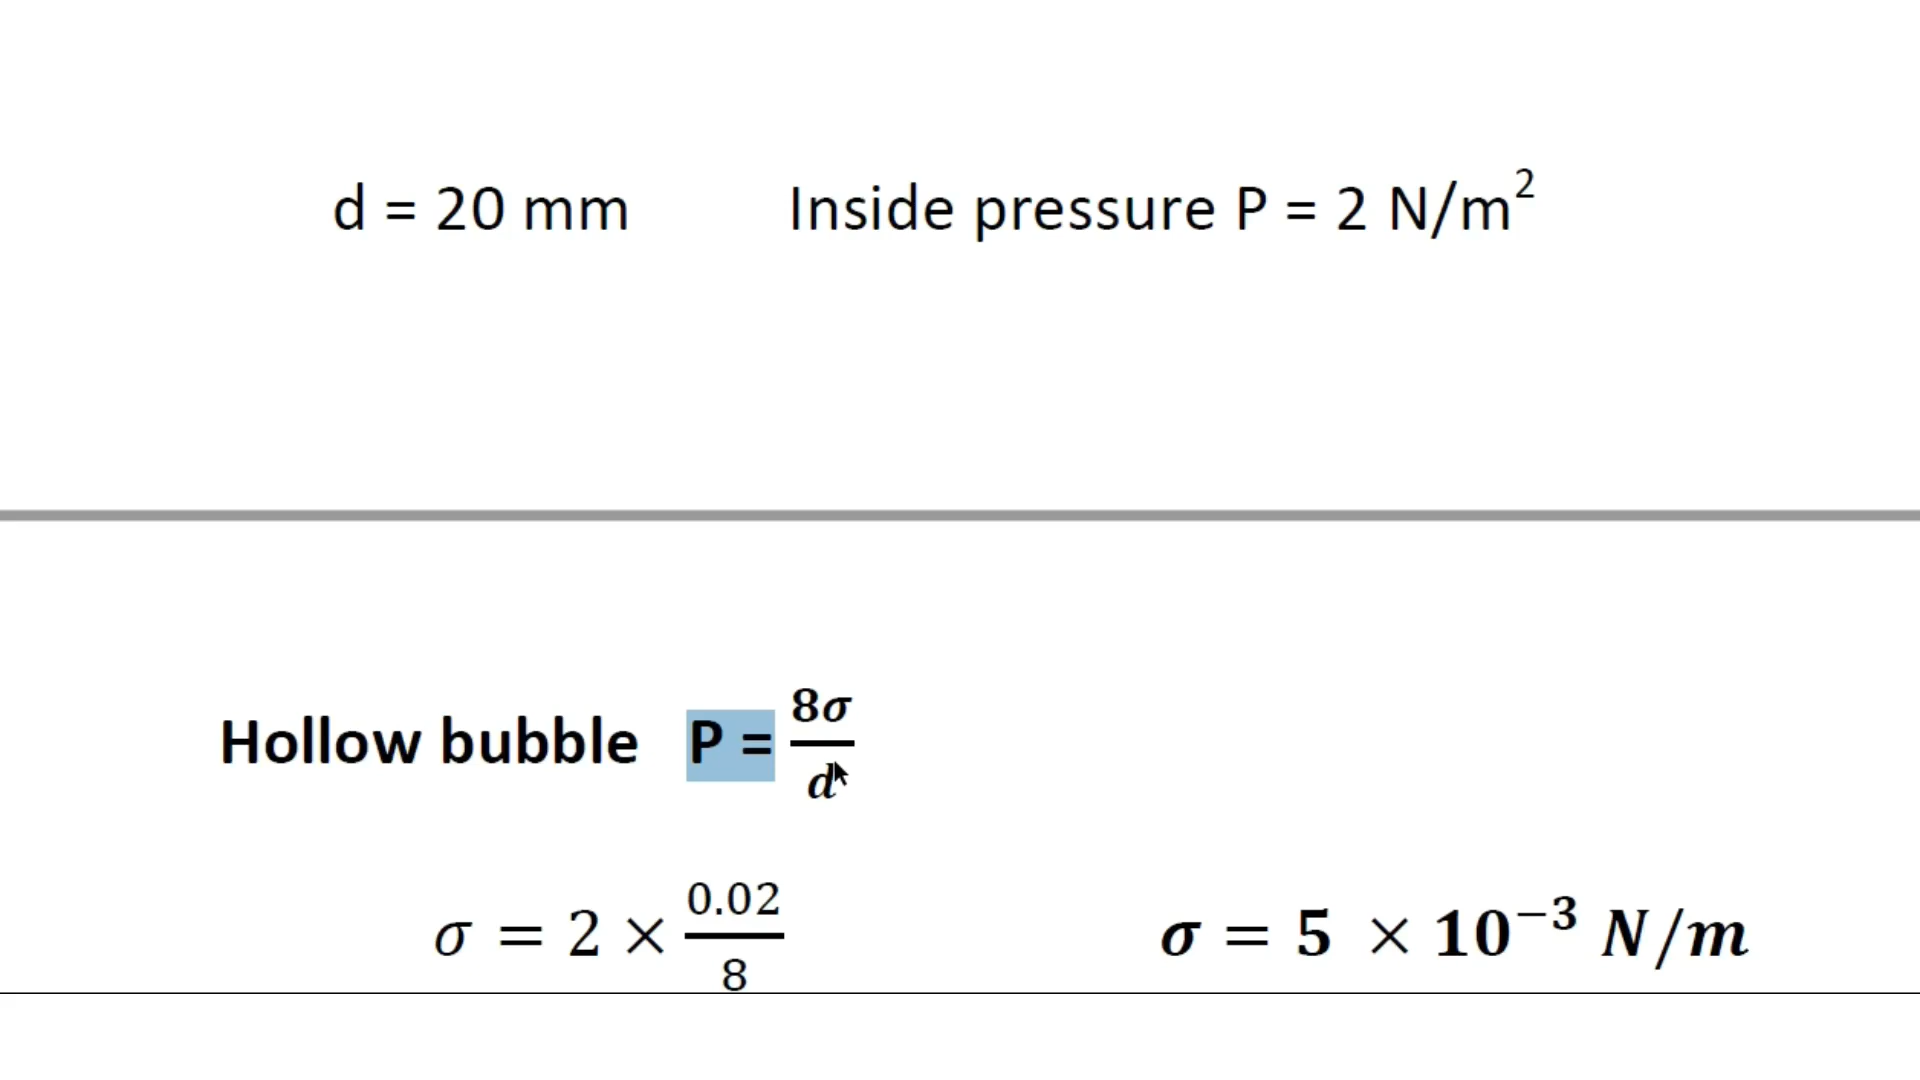 d = 20 mm Inside pressure P = 2 N/m²
Hollow bubble P = 8σ/d
σ = 2 × 0.02/8 σ = 5 × 10⁻³ N/m